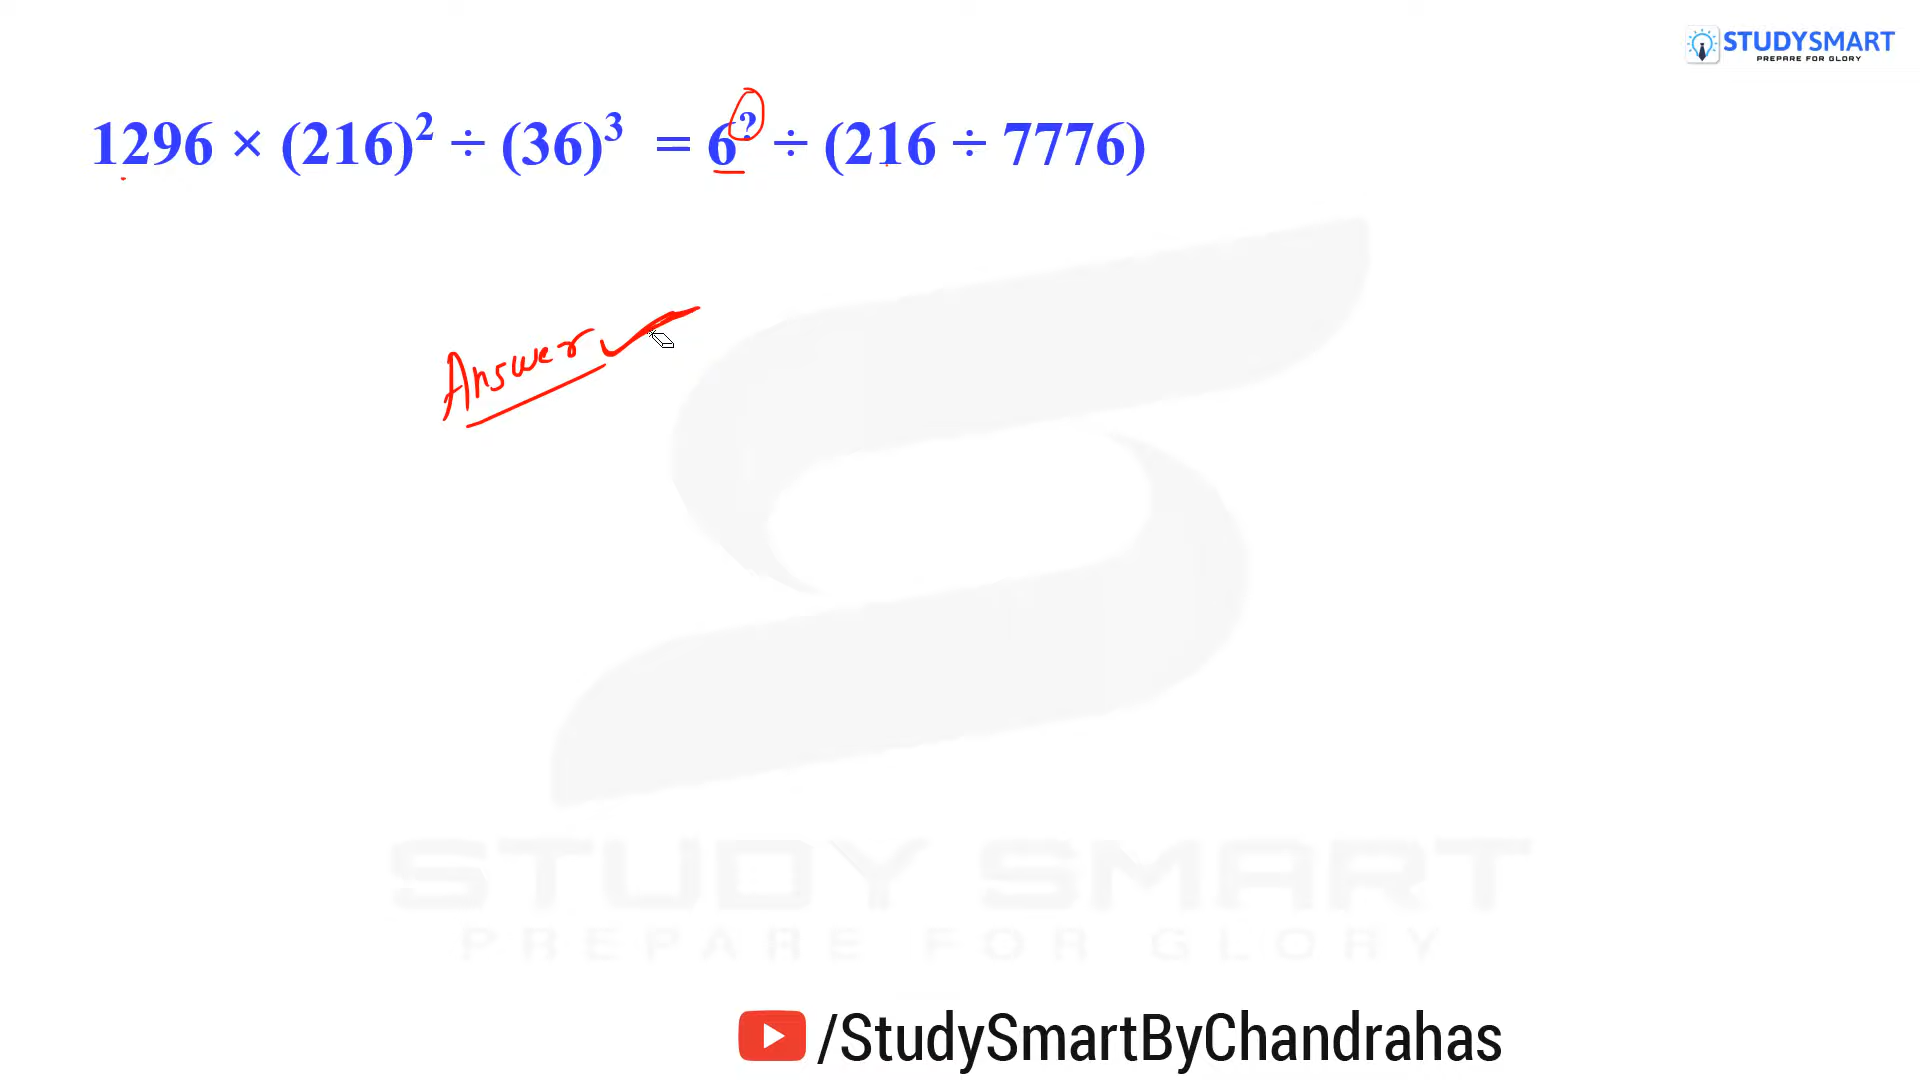 STUDYSMART
PREPARE FOR GLORY
1296 × (216)² ÷ (36)³ = 6^? ÷ (216 ÷ 7776)
Answer
STUDY SMART
PREPARE FOR GLORY
/StudySmartByChandrahas